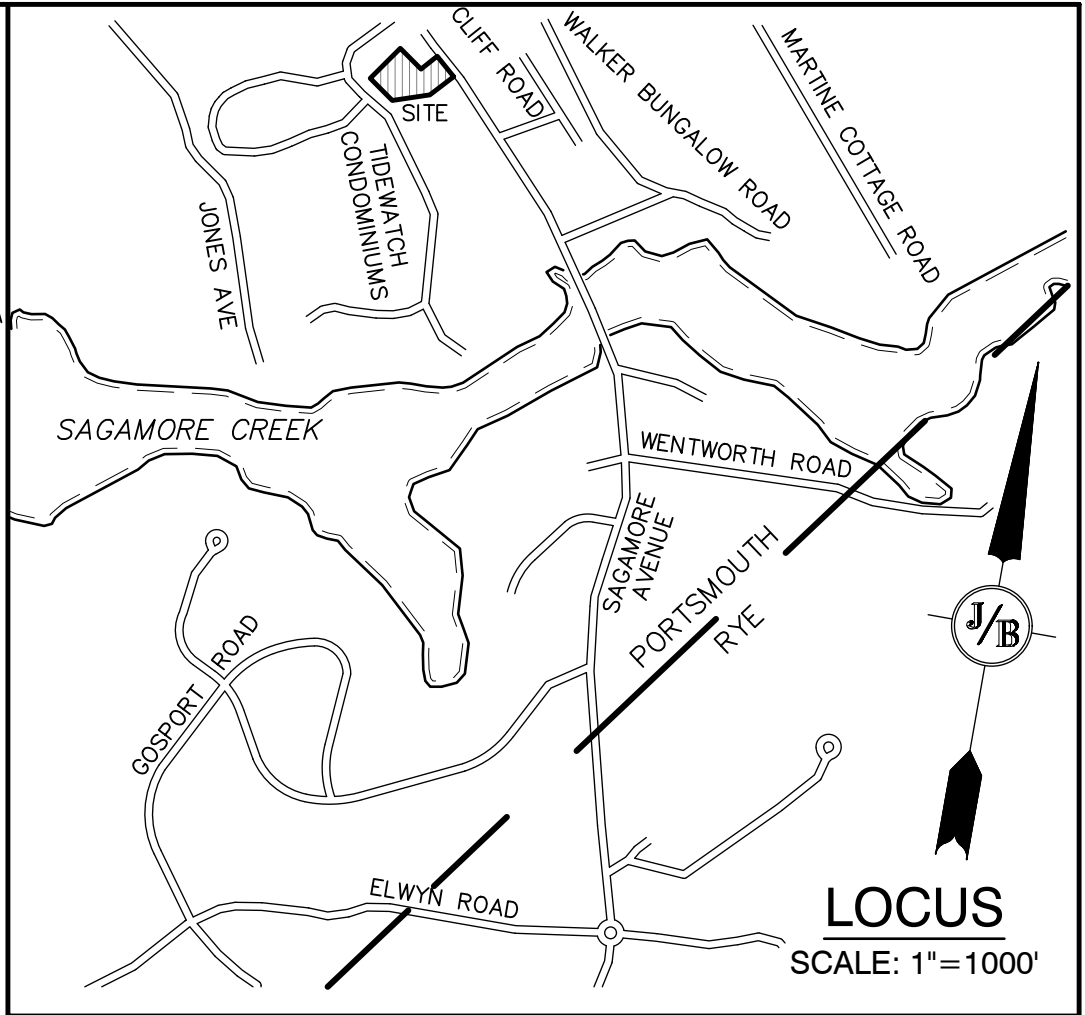 CLIFF ROAD
WALKER BUNGALOW ROAD
MARTINE COTTAGE ROAD
SITE
TIDEWATCH
CONDOMINIUMS
JONES AVE
SAGAMORE CREEK
WENTWORTH ROAD
SAGAMORE
AVENUE
PORTSMOUTH
RYE
J/B
GOSPORT ROAD
ELWYN ROAD
LOCUS
SCALE: 1"=1000'